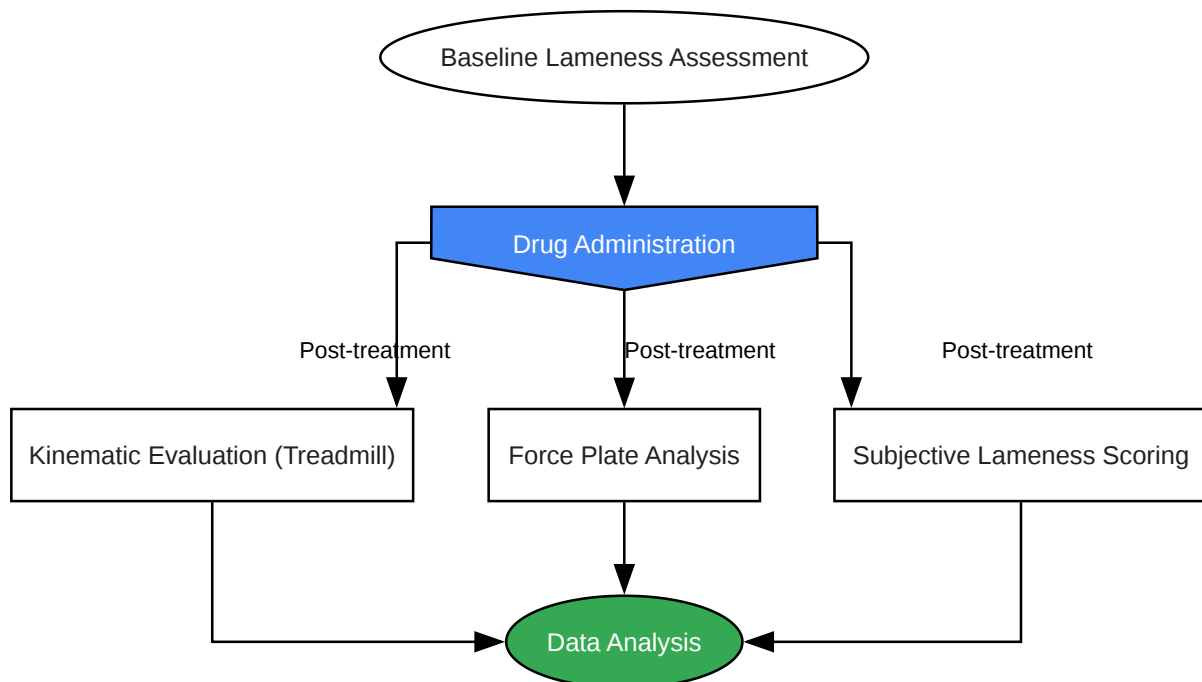 Baseline Lameness Assessment
Drug Administration
Post-treatment
Post-treatment
Post-treatment
Kinematic Evaluation (Treadmill)
Force Plate Analysis
Subjective Lameness Scoring
Data Analysis